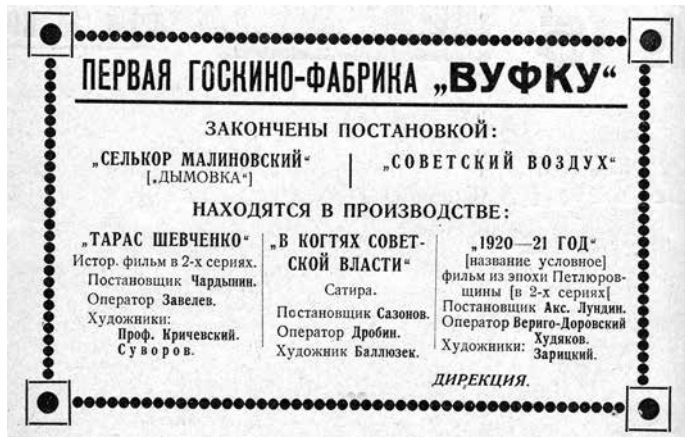 ПЕРВАЯ ГОСКИНО-ФАБРИКА „ВУФКУ“
ЗАКОНЧЕНЫ ПОСТАНОВКОЙ:
„СЕЛЬКОР МАЛИНОВСКИЙ“
[„ДЫМОВКА“]
„СОВЕТСКИЙ ВОЗДУХ“
НАХОДЯТСЯ В ПРОИЗВОДСТВЕ:
„ТАРАС ШЕВЧЕНКО“
Истор. фильм в 2-х сериях.
Постановщик Чардынин.
Оператор Завелев.
Художники:
Проф. Кричевский.
Суворов.
„В КОГТЯХ СОВЕТ-
СКОЙ ВЛАСТИ“
Сатира.
Постановщик Сазонов.
Оператор Дробин.
Художник Баллюзек.
„1920—21 ГОД“
[название условное]
фильм из эпохи Петлюров-
щины [в 2-х сериях[
Постановщик Акс. Лундин.
Оператор Вериго-Доровский
Художники: Худяков.
Зарицкий.
ДИРЕКЦИЯ.